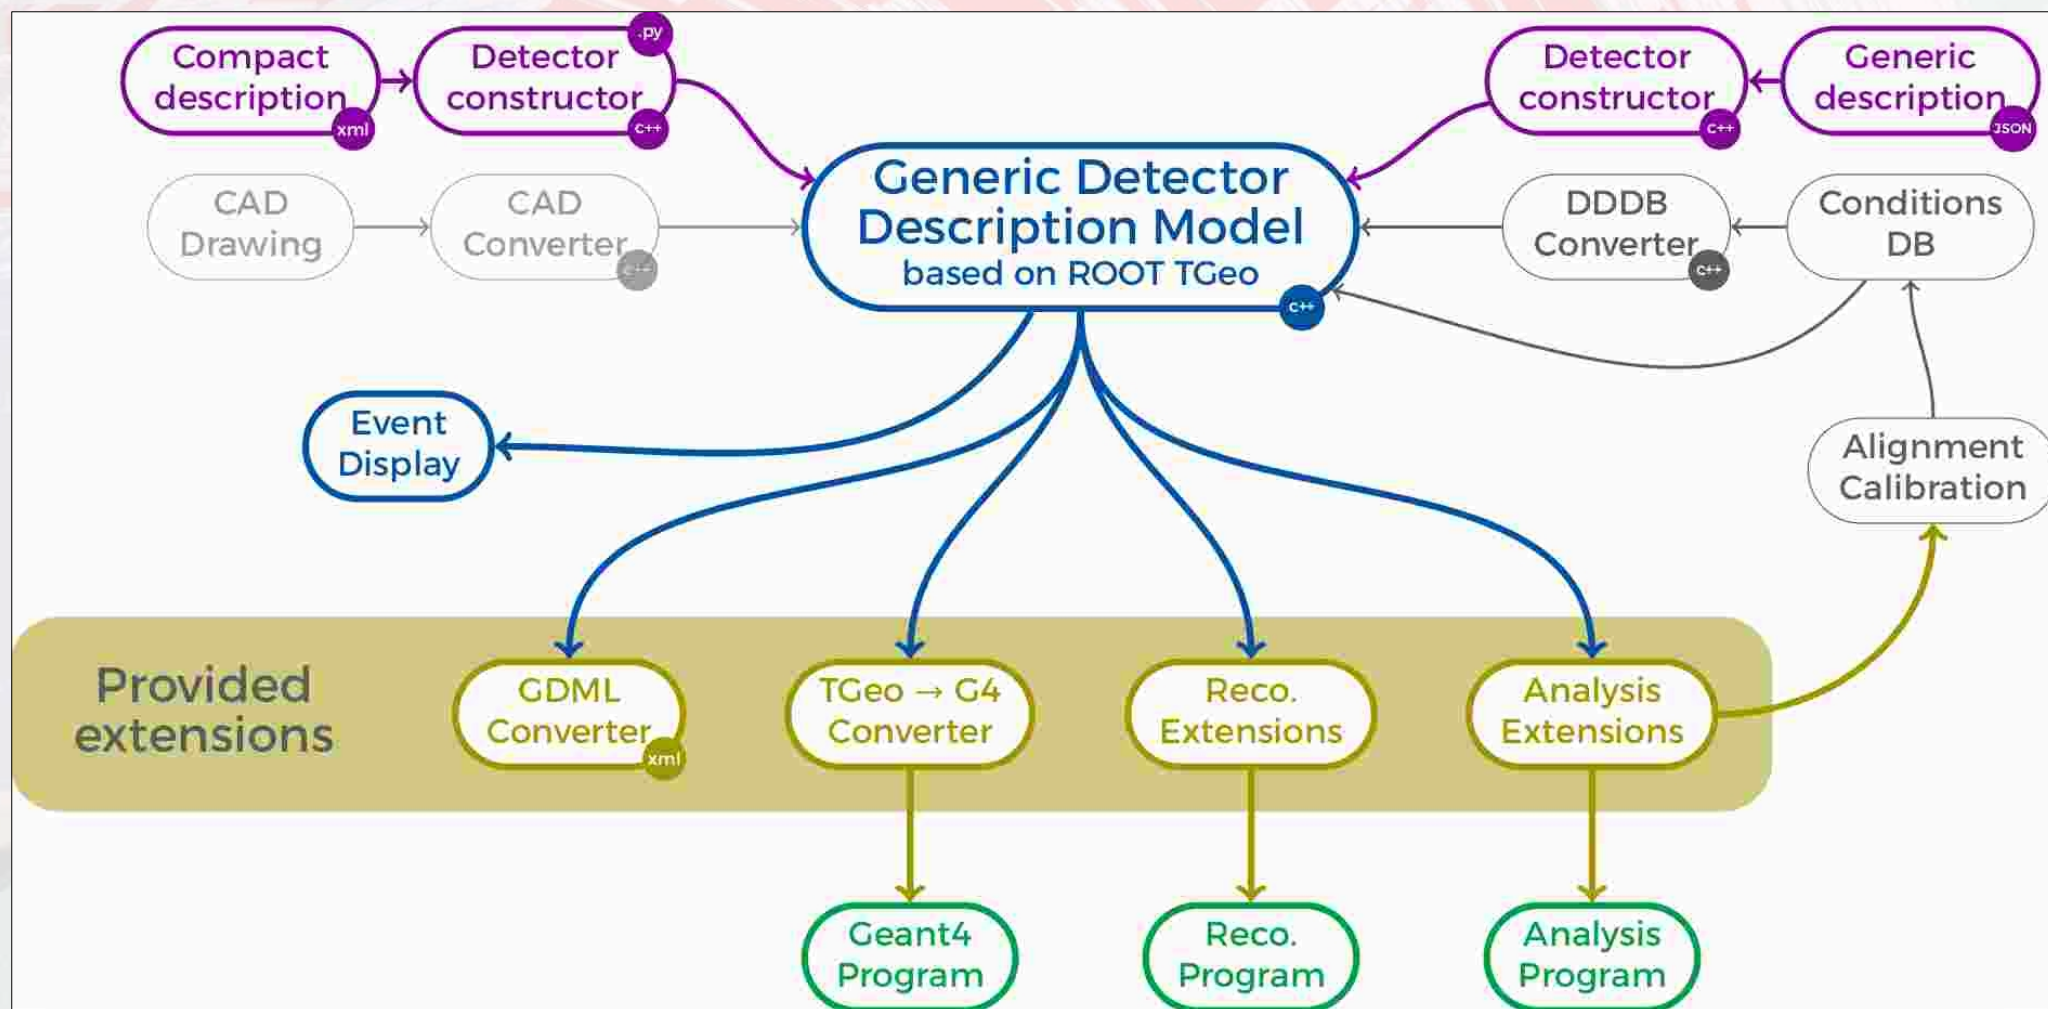 Compact
description
xml
Detector
constructor
.py
C++
Detector
constructor
C++
Generic
description
JSON
CAD
Drawing
CAD
Converter
C++
Generic Detector
Description Model
based on ROOT TGeo
C++
DDDB
Converter
C++
Conditions
DB
Event
Display
Alignment
Calibration
Provided
extensions
GDML
Converter
xml
TGeo → G4
Converter
Reco.
Extensions
Analysis
Extensions
Geant4
Program
Reco.
Program
Analysis
Program